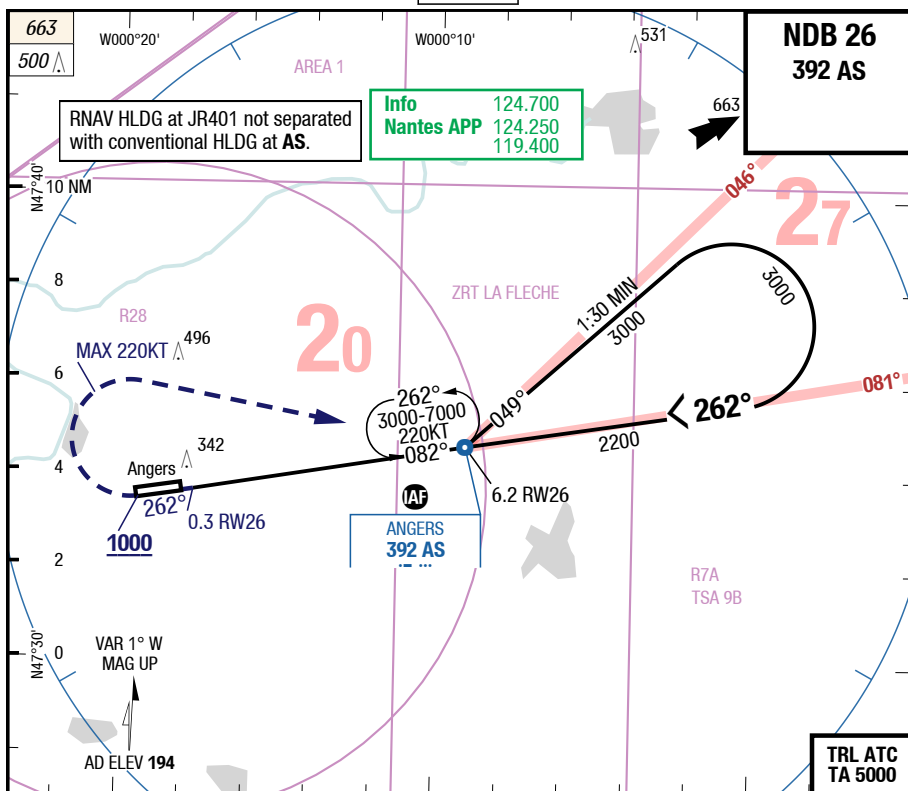 663
500
W000°20'
W000°10'
531
NDB 26
392 AS
AREA 1
663
RNAV HLDG at JR401 not separated
with conventional HLDG at AS.
Info 124.700
Nantes APP 124.250
119.400
N47°40'
10 NM
046°
27
8
3000
ZRT LA FLECHE
1:30 MIN
3000
R28
20
MAX 220KT
496
6
081°
262°
3000-7000
220KT
082°
049°
262°
2200
342
4
Angers
262°
0.3 RW26
IAF
6.2 RW26
1000
ANGERS
392 AS
2
R7A
TSA 9B
N47°30'
0
VAR 1° W
MAG UP
AD ELEV 194
TRL ATC
TA 5000